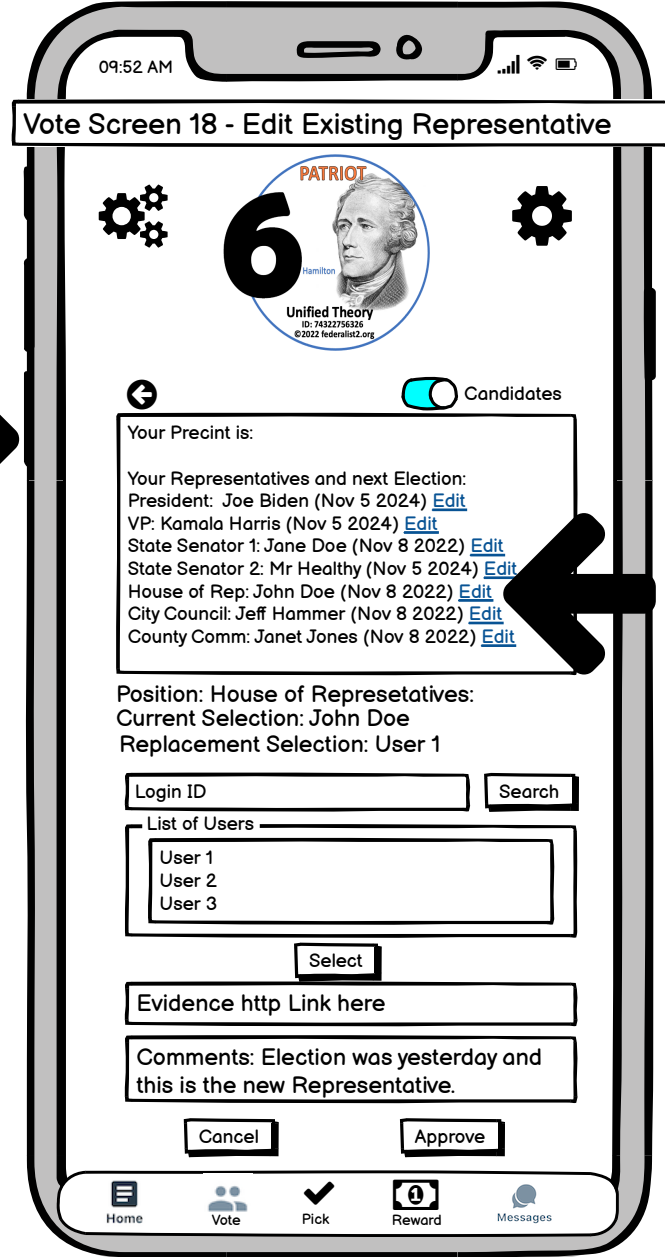 09:52 AM
Vote Screen 18 - Edit Existing Representative
PATRIOT
6
Hamilton
Unified Theory
ID: 74322756326
©2022 federalist2.org
Candidates
Your Precint is:
Your Representatives and next Election:
President: Joe Biden (Nov 5 2024) Edit
VP: Kamala Harris (Nov 5 2024) Edit
State Senator 1: Jane Doe (Nov 8 2022) Edit
State Senator 2: Mr Healthy (Nov 5 2024) Edit
House of Rep: John Doe (Nov 8 2022) Edit
City Council: Jeff Hammer (Nov 8 2022) Edit
County Comm: Janet Jones (Nov 8 2022) Edit
Position: House of Represetatives:
Current Selection: John Doe
Replacement Selection: User 1
Login ID
Search
List of Users
User 1
User 2
User 3
Select
Evidence http Link here
Comments: Election was yesterday and
this is the new Representative.
Cancel
Approve
1
Home
Vote
Pick
Reward
Messages